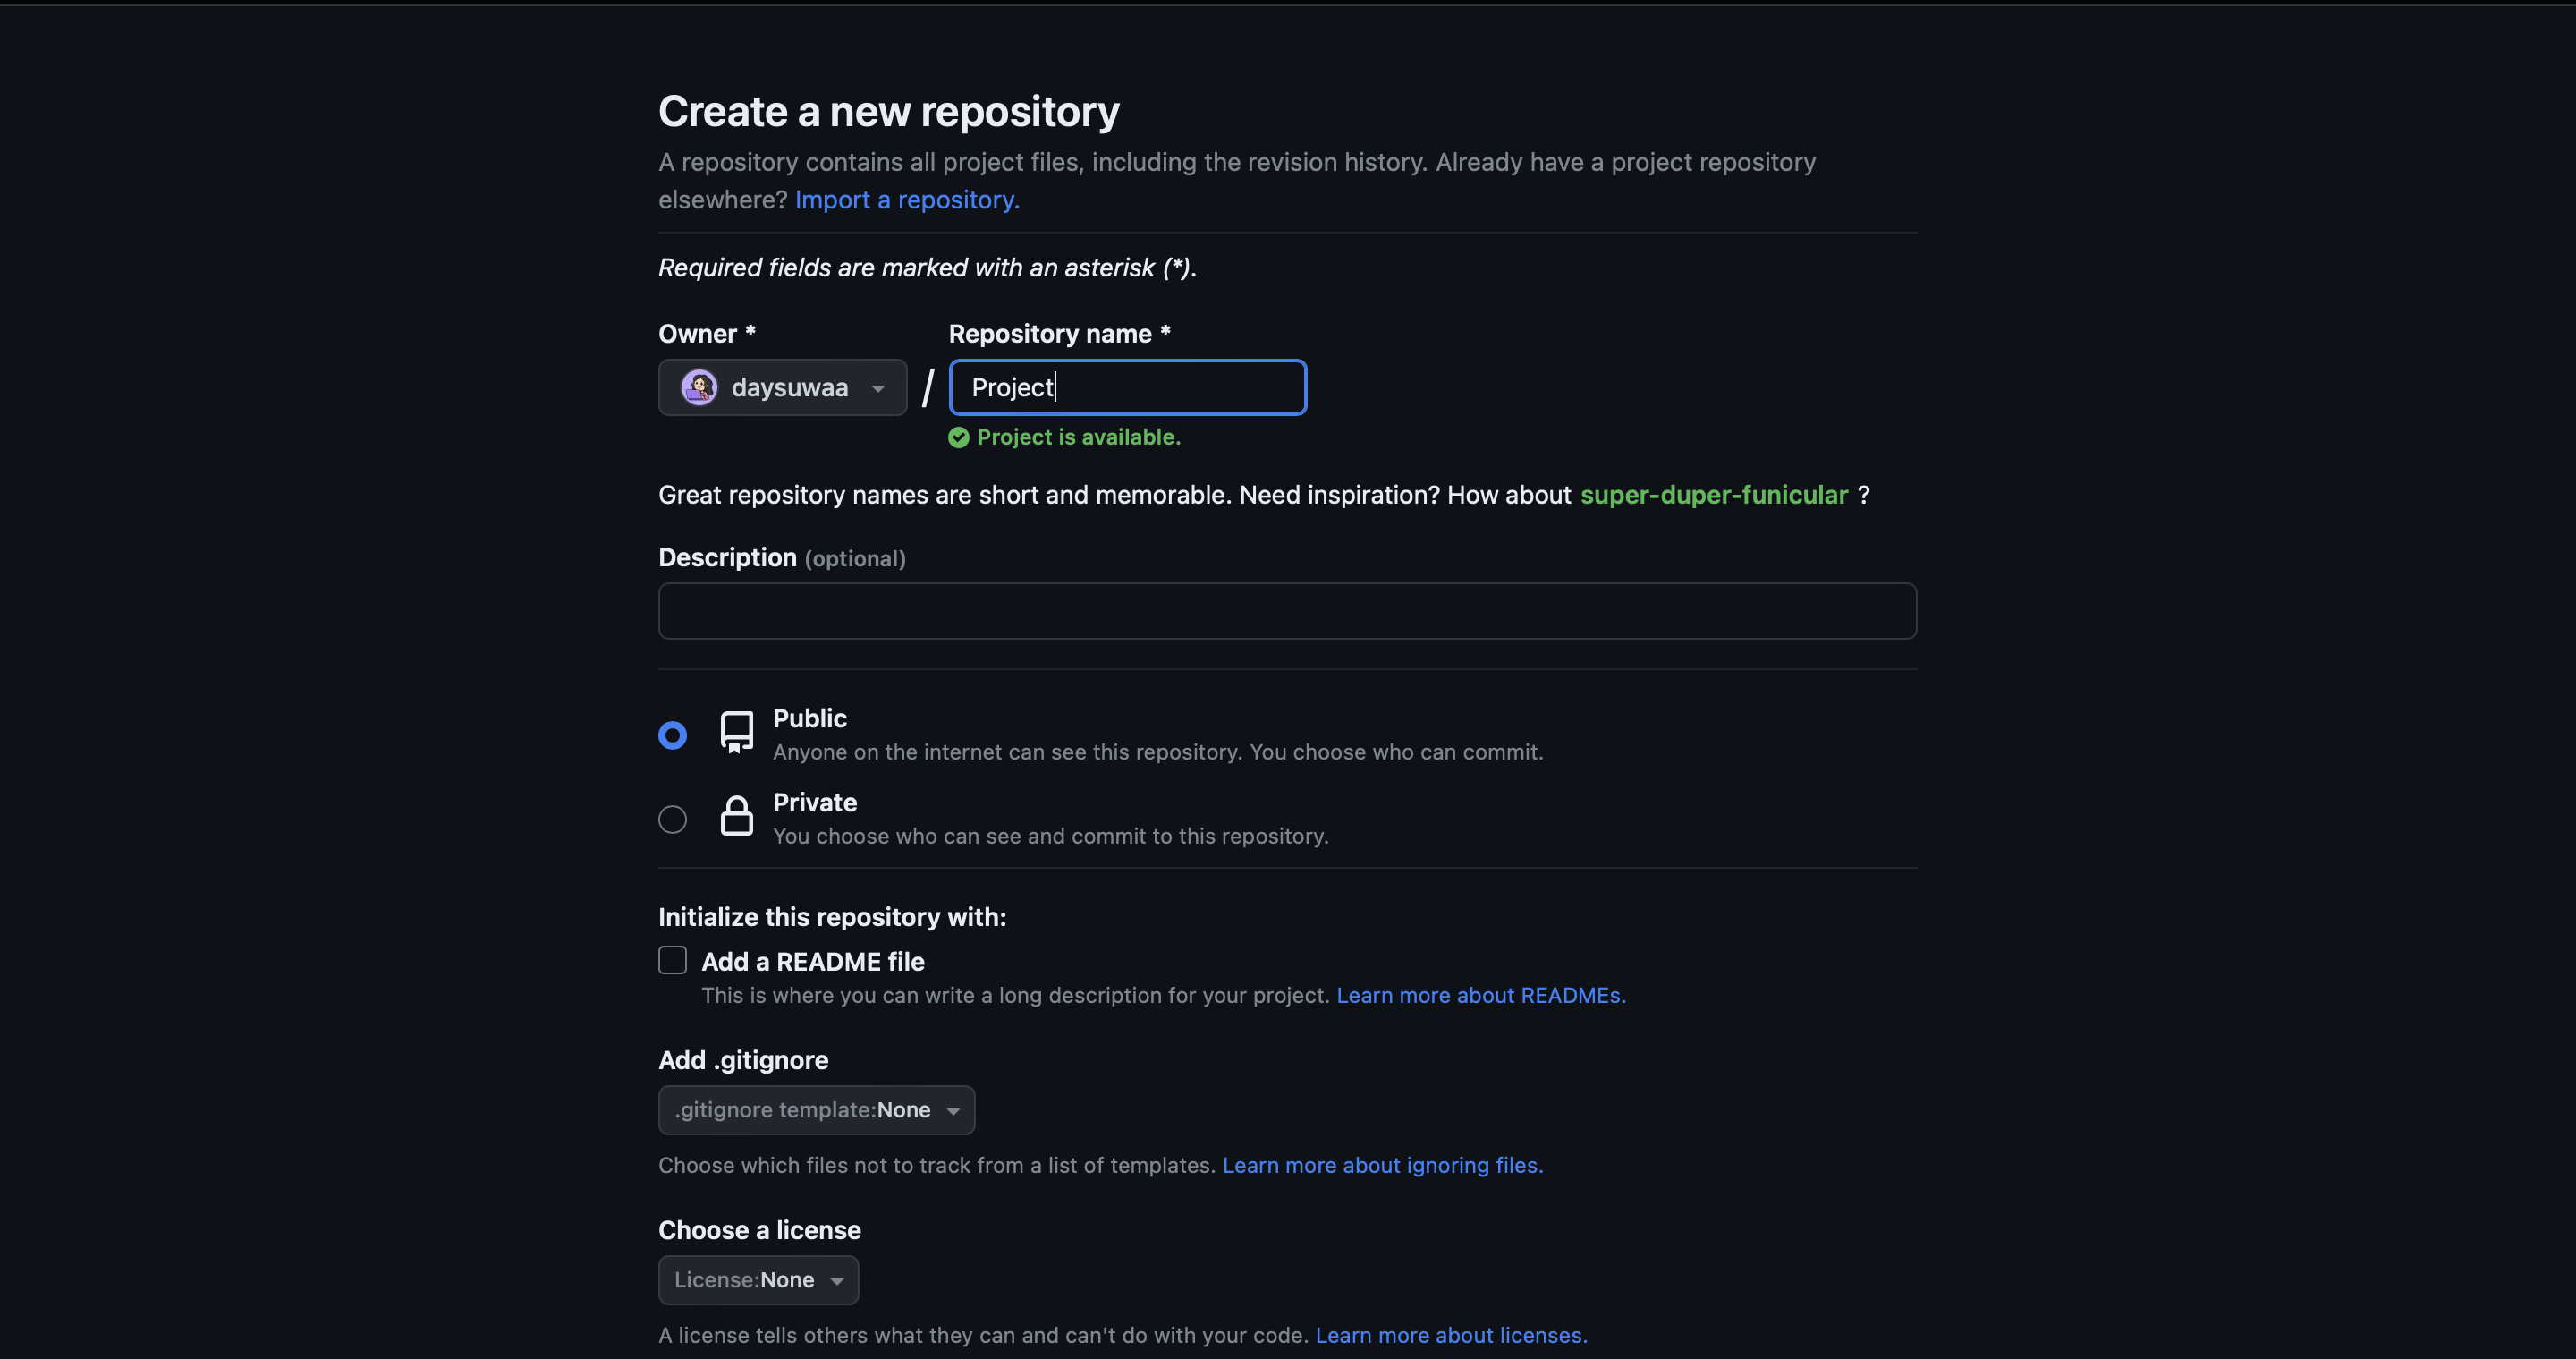 Create a new repository
A repository contains all project files, including the revision history. Already have a project repository
elsewhere? Import a repository.
Required fields are marked with an asterisk (*).
Owner * Repository name *
daysuwaa / Project
Project is available.
Great repository names are short and memorable. Need inspiration? How about super-duper-funicular ?
Description (optional)
Public
Anyone on the internet can see this repository. You choose who can commit.
Private
You choose who can see and commit to this repository.
Initialize this repository with:
Add a README file
This is where you can write a long description for your project. Learn more about READMEs.
Add .gitignore
.gitignore template:None
Choose which files not to track from a list of templates. Learn more about ignoring files.
Choose a license
License:None
A license tells others what they can and can't do with your code. Learn more about licenses.